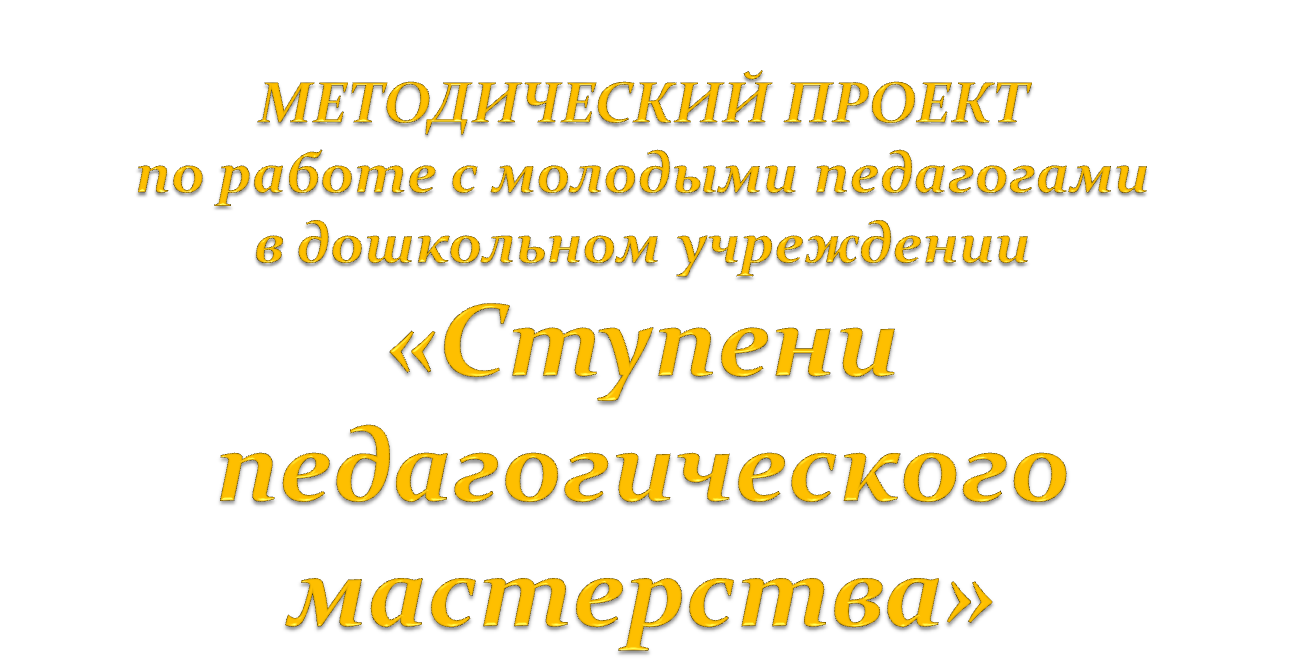 МЕТОДИЧЕСКИЙ ПРОЕКТ
по работе с молодыми педагогами
в дошкольном учреждении
«Ступени
педагогического
мастерства»